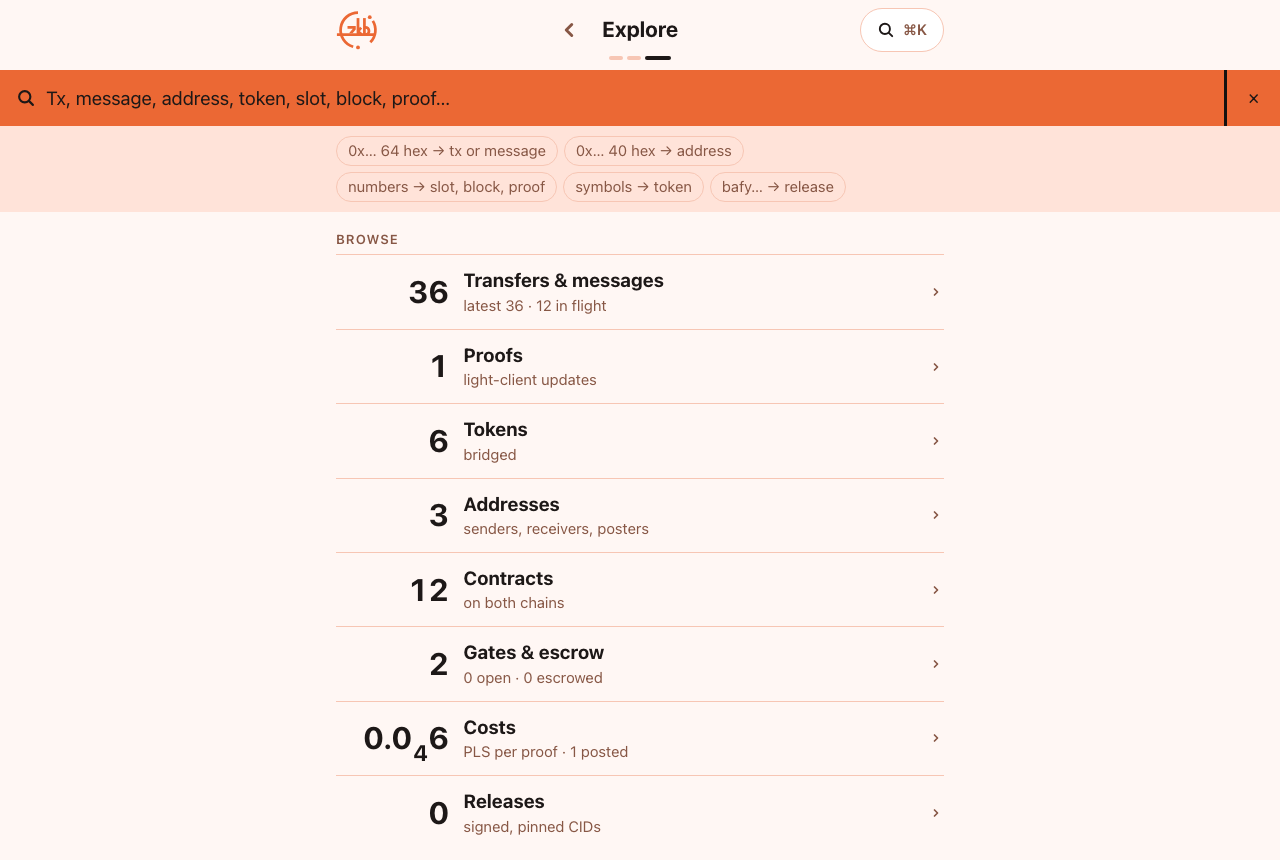 zkb
Explore
⌘K
Tx, message, address, token, slot, block, proof...
×
0x... 64 hex → tx or message
0x... 40 hex → address
numbers → slot, block, proof
symbols → token
bafy... → release
BROWSE
36
Transfers & messages
latest 36 · 12 in flight
1
Proofs
light-client updates
6
Tokens
bridged
3
Addresses
senders, receivers, posters
12
Contracts
on both chains
2
Gates & escrow
0 open · 0 escrowed
0.0₄6
Costs
PLS per proof · 1 posted
0
Releases
signed, pinned CIDs